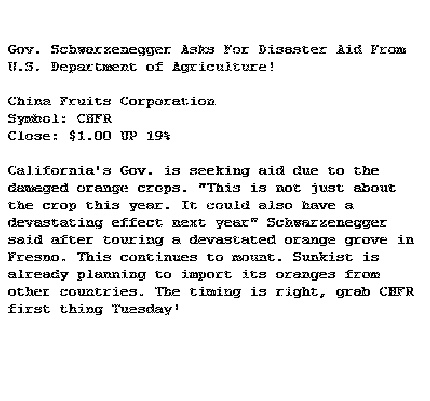 Gov. Schwarzenegger Asks For Disaster Aid From
U.S. Department of Agriculture!
China Fruits Corporation
Symbol: CHFR
Close: $1.00 UP 19%
California's Gov. is seeking aid due to the
damaged orange crops. "This is not just about
the crop this year. It could also have a
devastating effect next year" Schwarzenegger
said after touring a devastated orange grove in
Fresno. This continues to mount. Sunkist is
already planning to import its oranges from
other countries. The timing is right, grab CHFR
first thing Tuesday!